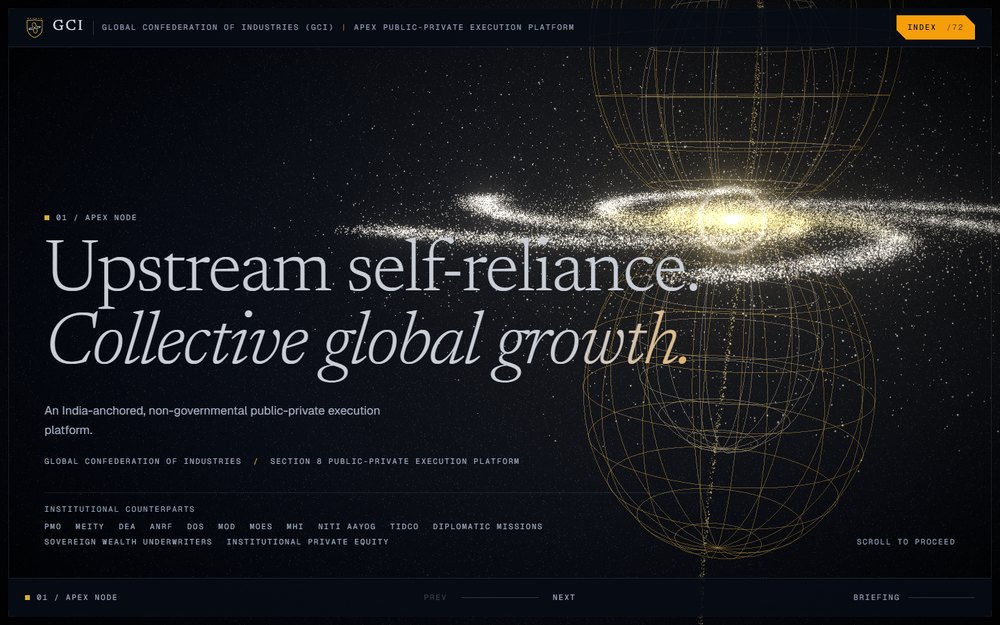 GCI GLOBAL CONFEDERATION OF INDUSTRIES (GCI) | APEX PUBLIC-PRIVATE EXECUTION PLATFORM INDEX /72
01 / APEX NODE
Upstream self-reliance.
Collective global growth.
An India-anchored, non-governmental public-private execution
platform.
GLOBAL CONFEDERATION OF INDUSTRIES / SECTION 8 PUBLIC-PRIVATE EXECUTION PLATFORM
INSTITUTIONAL COUNTERPARTS
PMO MEITY DEA ANRF DOS MOD MOES MHI NITI AAYOG TIDCO DIPLOMATIC MISSIONS
SOVEREIGN WEALTH UNDERWRITERS INSTITUTIONAL PRIVATE EQUITY
SCROLL TO PROCEED
01 / APEX NODE PREV NEXT BRIEFING